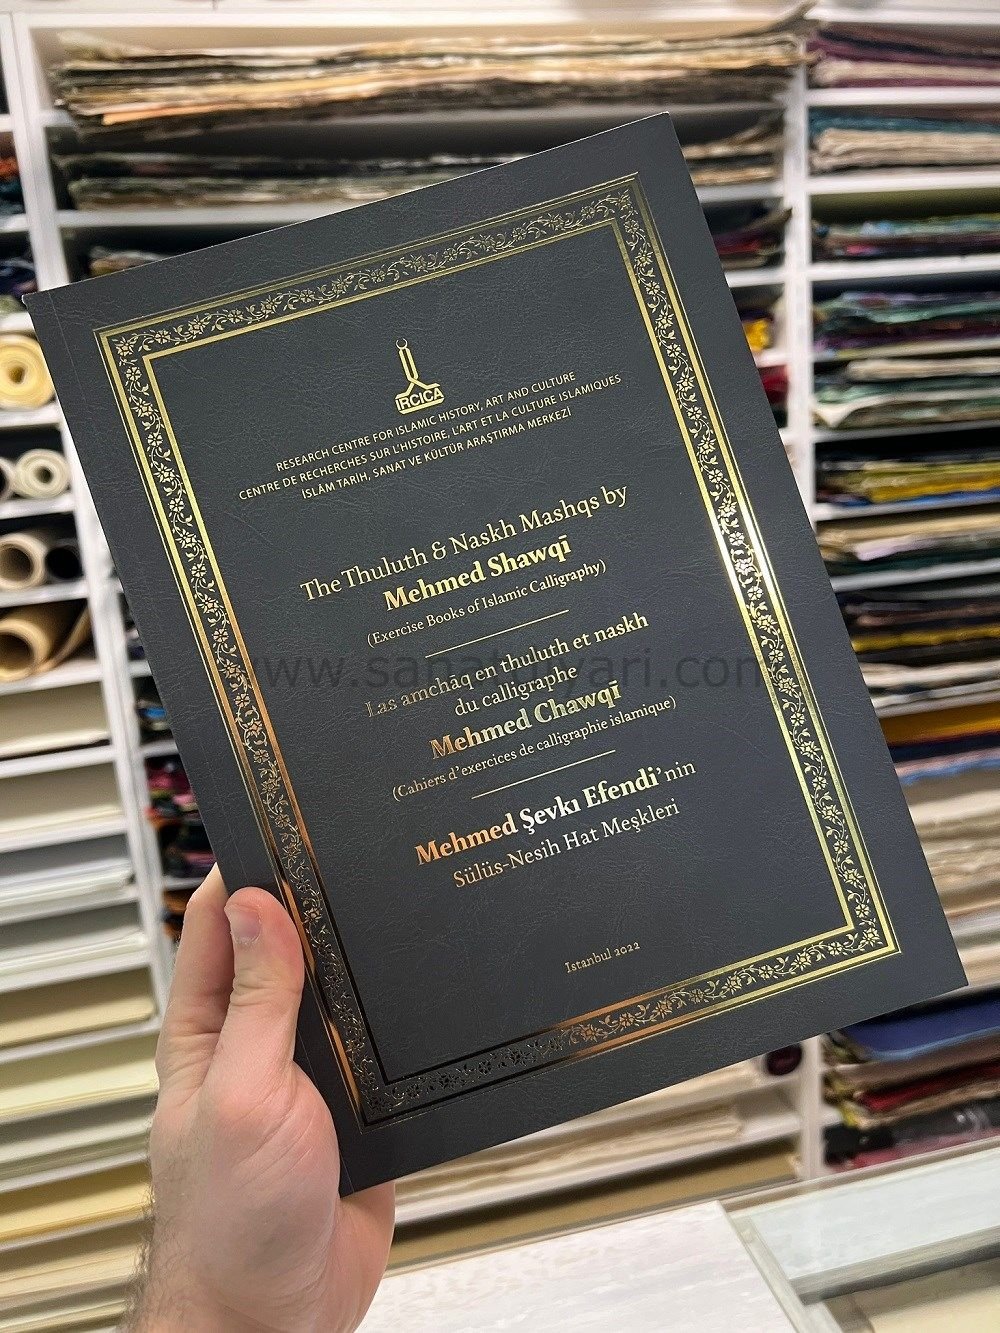 IRCICA
RESEARCH CENTRE FOR ISLAMIC HISTORY, ART AND CULTURE
CENTRE DE RECHERCHES SUR L'HISTOIRE, L'ART ET LA CULTURE ISLAMIQUES
İSLÂM TARİH, SANAT VE KÜLTÜR ARAŞTIRMA MERKEZİ
The Thuluth & Naskh Mashqs by
Mehmed Shawqī
(Exercise Books of Islamic Calligraphy)
Las amchāq en thuluth et naskh
du calligraphe
Mehmed Chawqī
(Cahiers d'exercices de calligraphie islamique)
Mehmed Şevkı Efendi'nin
Sülüs-Nesih Hat Meşkleri
Istanbul 2022